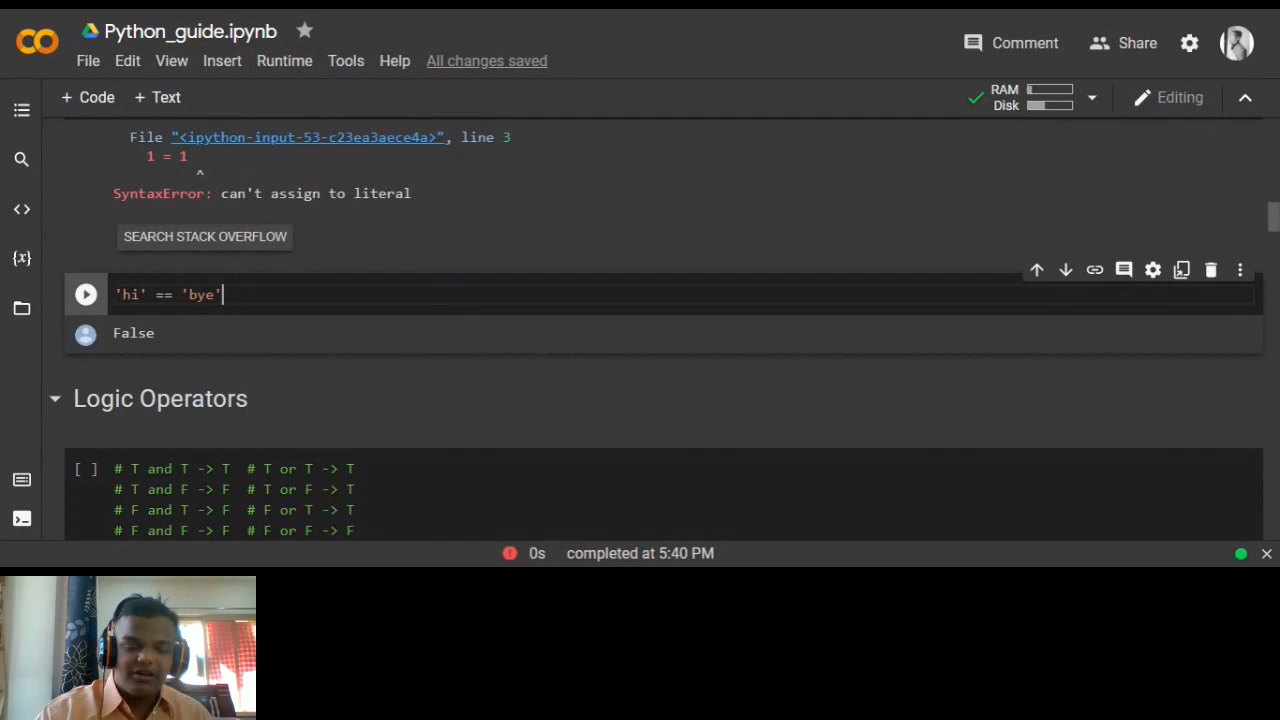 Python_guide.ipynb
File Edit View Insert Runtime Tools Help All changes saved
Comment Share
+ Code + Text
RAM
Disk
Editing
File "<ipython-input-53-c23ea3aece4a>", line 3
1 = 1
^
SyntaxError: can't assign to literal
SEARCH STACK OVERFLOW
'hi' == 'bye'
False
Logic Operators
[ ] # T and T -> T # T or T -> T
# T and F -> F # T or F -> T
# F and T -> F # F or T -> T
# F and F -> F # F or F -> F
0s completed at 5:40 PM